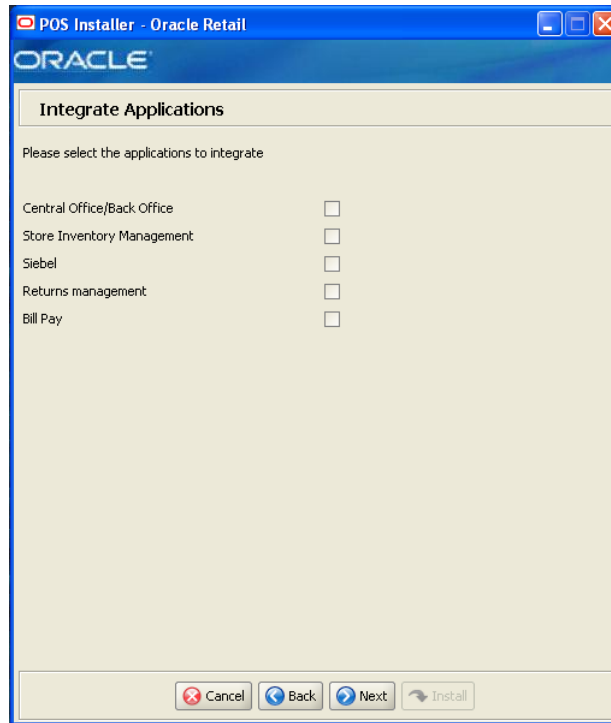 POS Installer - Oracle Retail
ORACLE
Integrate Applications
Please select the applications to integrate
Central Office/Back Office
Store Inventory Management
Siebel
Returns management
Bill Pay
Cancel Back Next Install